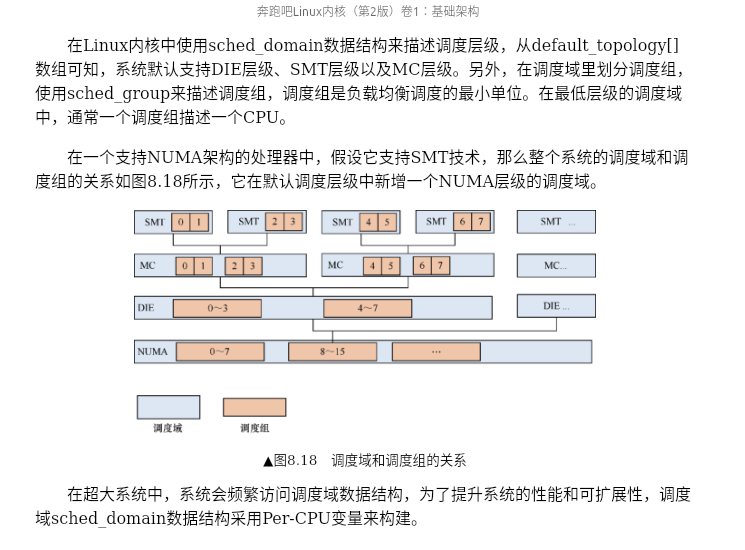 奔跑吧Linux内核（第2版）卷1：基础架构
在Linux内核中使用sched_domain数据结构来描述调度层级，从default_topology[]
数组可知，系统默认支持DIE层级、SMT层级以及MC层级。另外，在调度域里划分调度组，
使用sched_group来描述调度组，调度组是负载均衡调度的最小单位。在最低层级的调度域
中，通常一个调度组描述一个CPU。
在一个支持NUMA架构的处理器中，假设它支持SMT技术，那么整个系统的调度域和调
度组的关系如图8.18所示，它在默认调度层级中新增一个NUMA层级的调度域。
SMT 0 1 SMT 2 3 SMT 4 5 SMT 6 7 SMT ...
MC 0 1 2 3 MC 4 5 6 7 MC...
DIE 0～3 4～7 DIE ...
NUMA 0～7 8～15 ...
调度域 调度组
▲图8.18 调度域和调度组的关系
在超大系统中，系统会频繁访问调度域数据结构，为了提升系统的性能和可扩展性，调度
域sched_domain数据结构采用Per-CPU变量来构建。